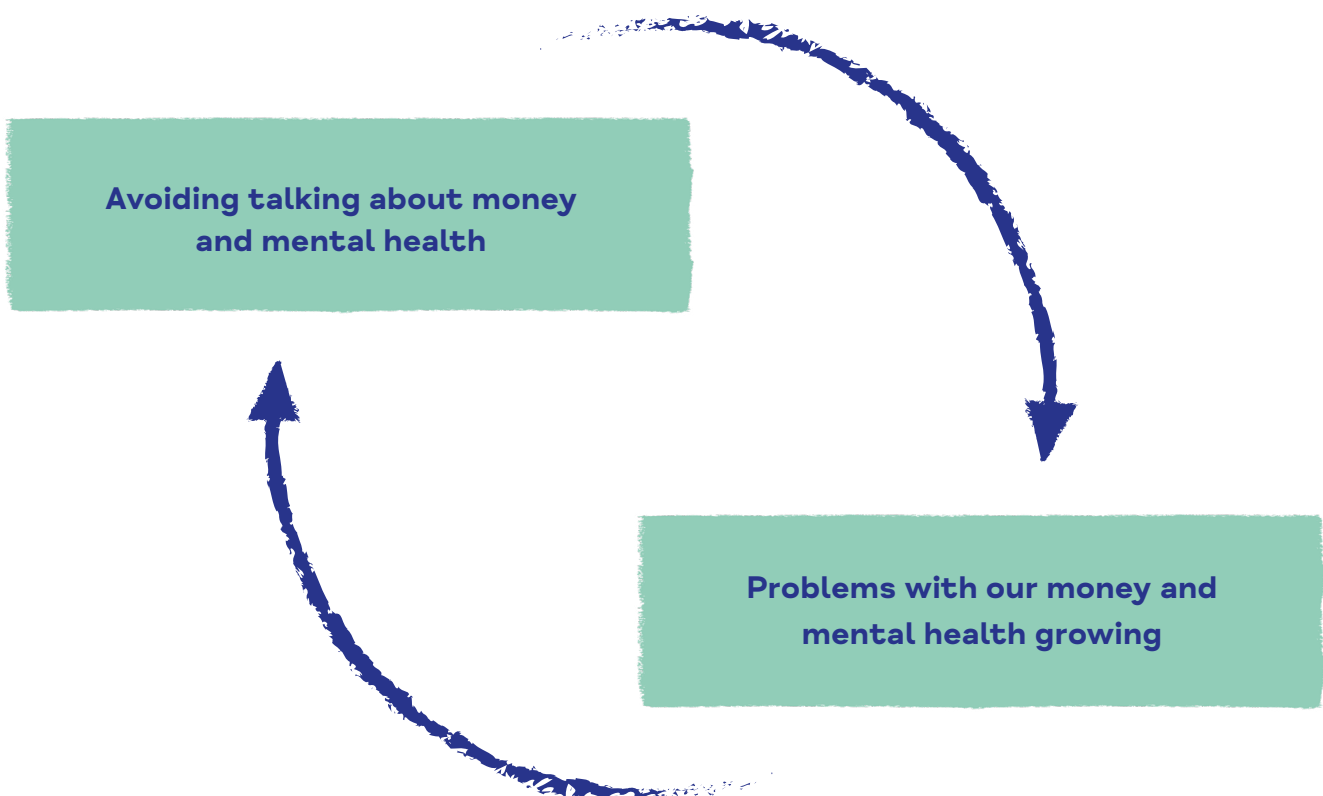 Avoiding talking about money
and mental health
Problems with our money and
mental health growing